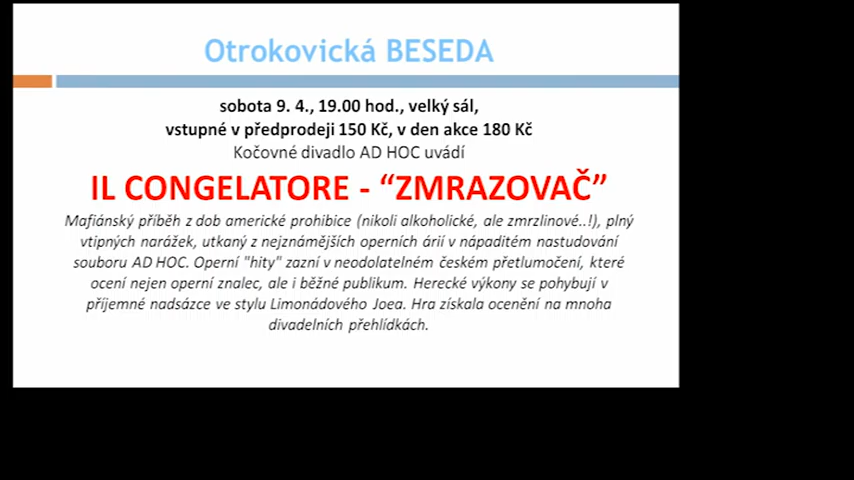 Otrokovická BESEDA
sobota 9. 4., 19.00 hod., velký sál,
vstupné v předprodeji 150 Kč, v den akce 180 Kč
Kočovné divadlo AD HOC uvádí
IL CONGELATORE - “ZMRAZOVAČ”
Mafiánský příběh z dob americké prohibice (nikoli alkoholické, ale zmrzlinové..!), plný
vtipných narážek, utkaný z nejznámějších operních árií v nápaditém nastudování
souboru AD HOC. Operní "hity" zazní v neodolatelném českém přetlumočení, které
ocení nejen operní znalec, ale i běžné publikum. Herecké výkony se pohybují v
příjemné nadsázce ve stylu Limonádového Joea. Hra získala ocenění na mnoha
divadelních přehlídkách.